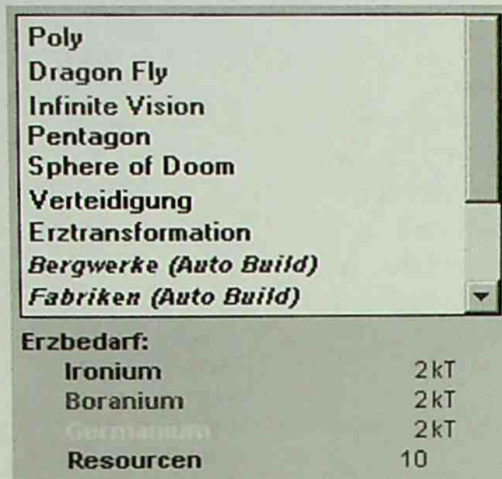 Poly
Dragon Fly
Infinite Vision
Pentagon
Sphere of Doom
Verteidigung
Erztransformation
Bergwerke (Auto Build)
Fabriken (Auto Build)
Erzbedarf:
Ironium 2kT
Boranium 2kT
Germanium 2kT
Resourcen 10